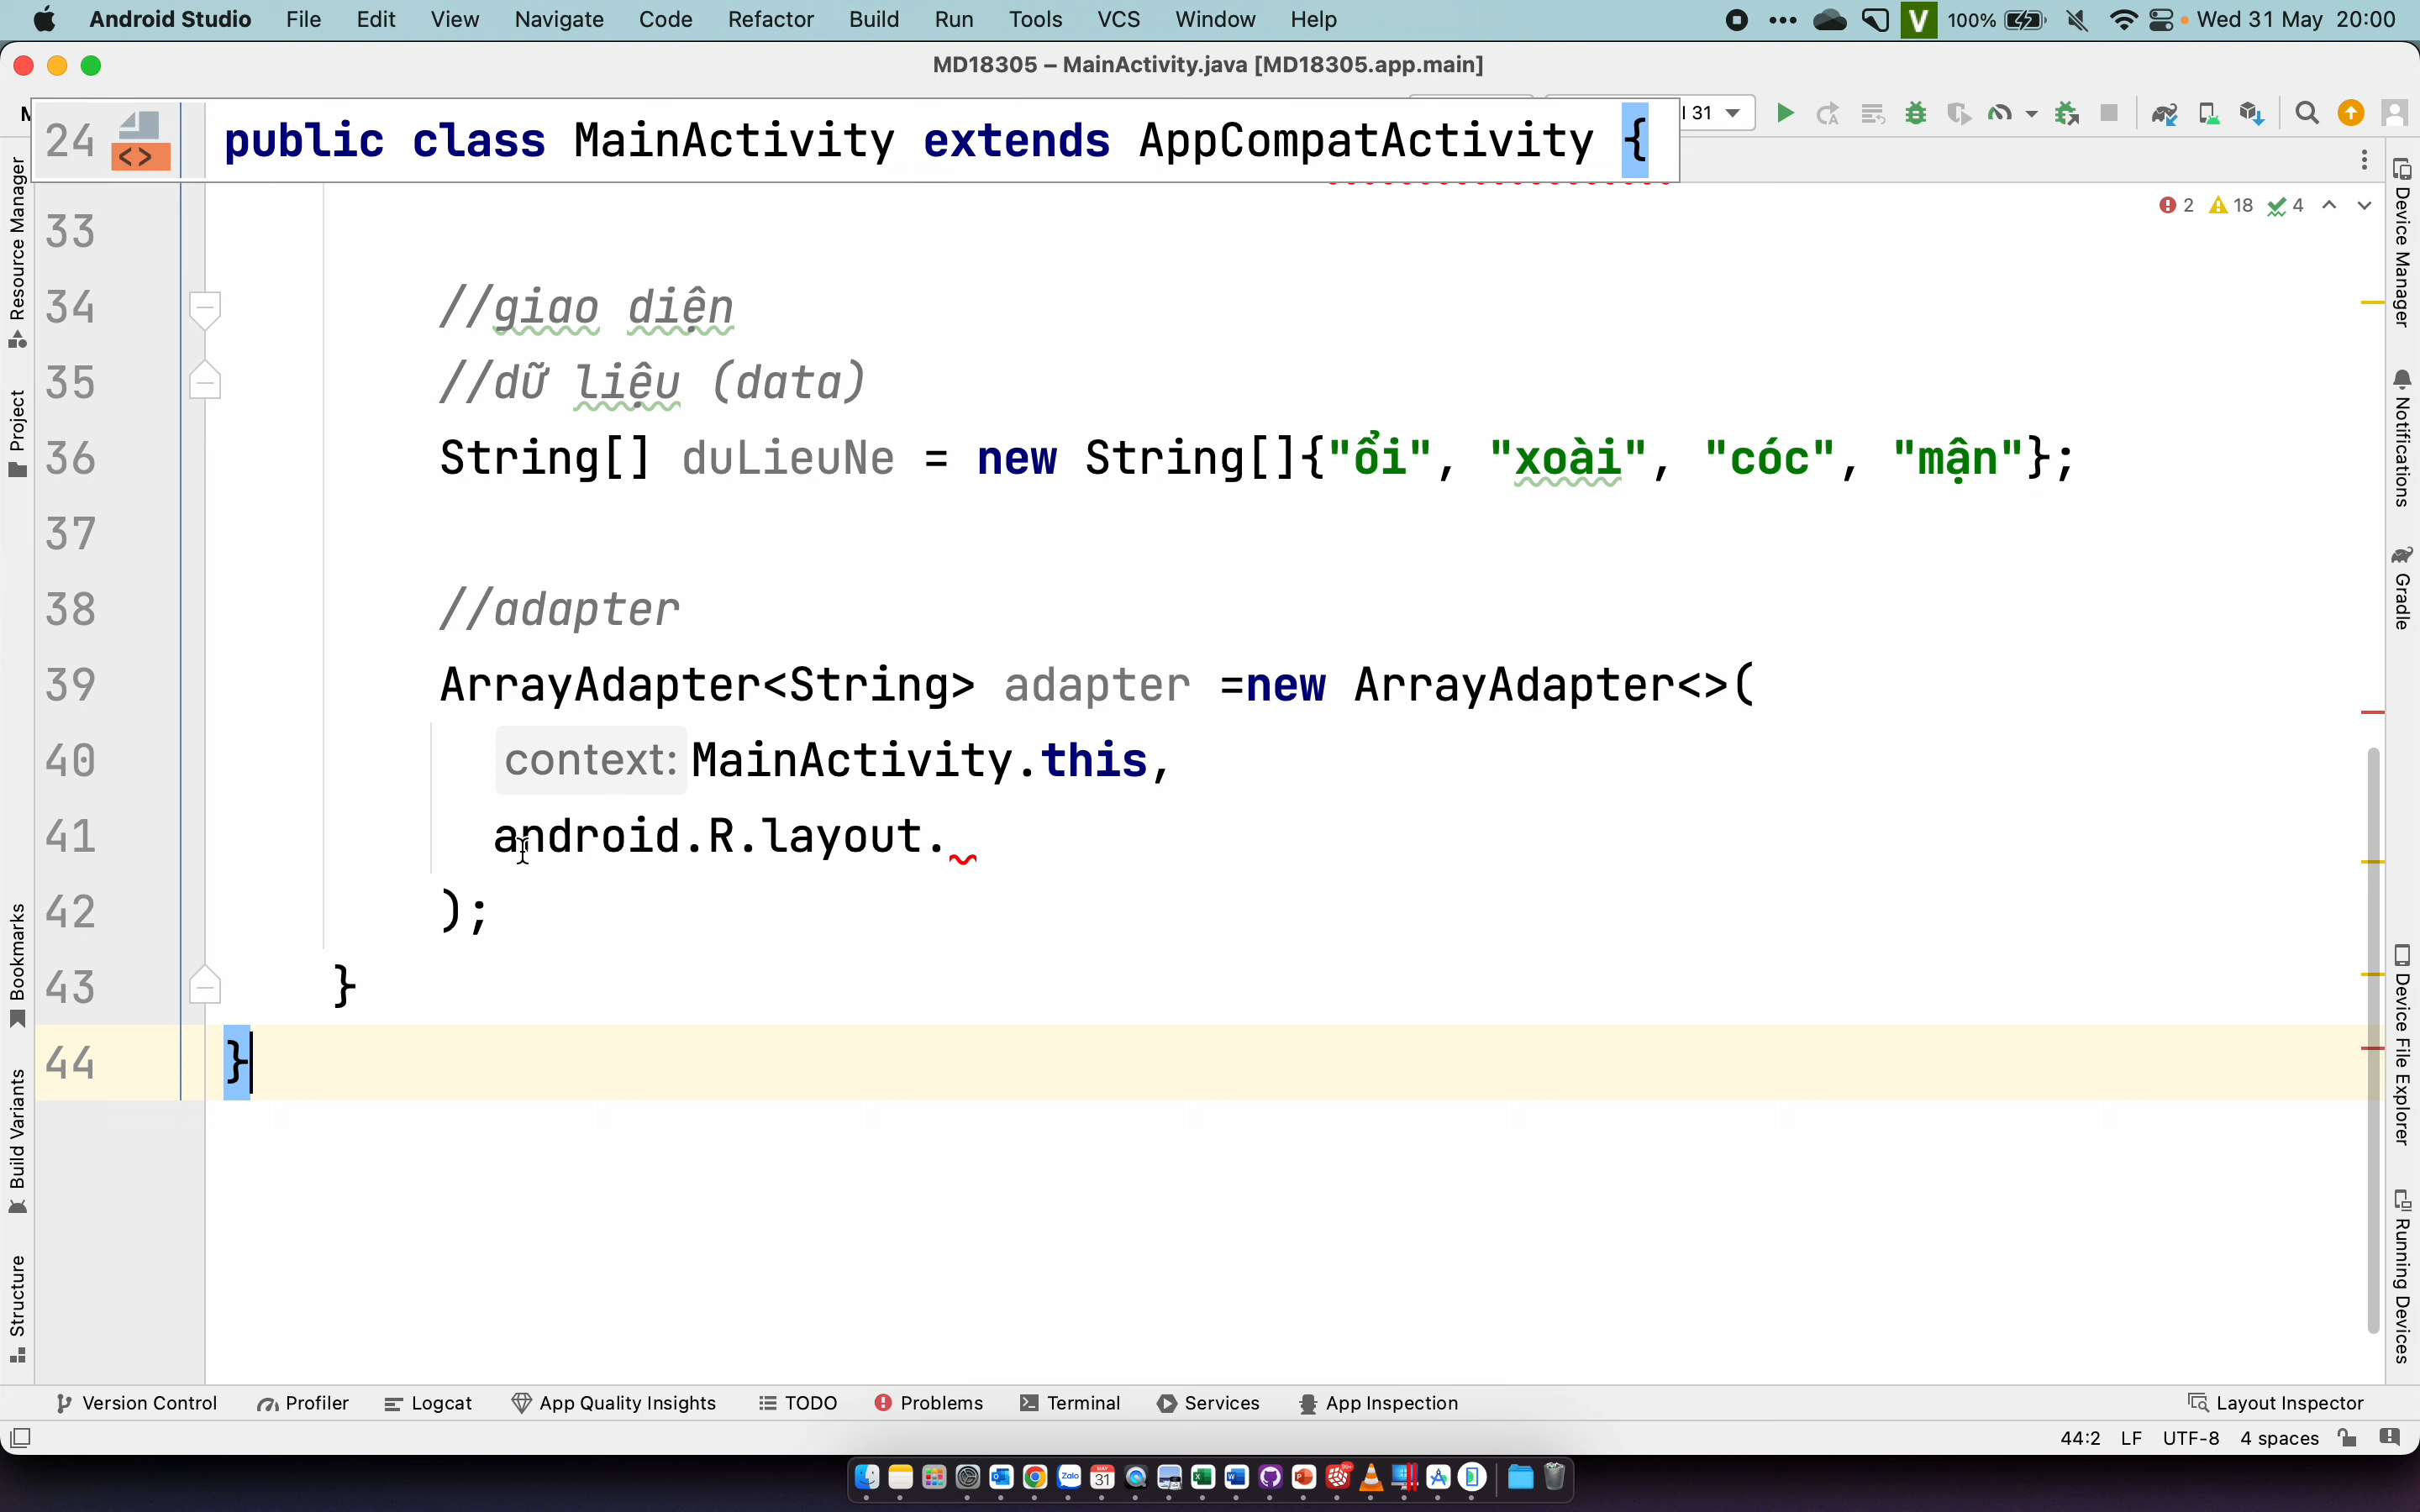 Android Studio File Edit View Navigate Code Refactor Build Run Tools VCS Window Help V 100% Wed 31 May 20:00
MD18305 – MainActivity.java [MD18305.app.main]
24 public class MainActivity extends AppCompatActivity {
31
2 18 4
33
34 //giao diện
35 //dữ liệu (data)
36 String[] duLieuNe = new String[]{"ổi", "xoài", "cóc", "mận"};
37
38 //adapter
39 ArrayAdapter<String> adapter =new ArrayAdapter<>(
40 context: MainActivity.this,
41 android.R.layout.
42 );
43 }
44 }
Resource Manager
Project
Bookmarks
Build Variants
Structure
Device Manager
Notifications
Gradle
Device File Explorer
Running Devices
Version Control Profiler Logcat App Quality Insights TODO Problems Terminal Services App Inspection Layout Inspector
44:2 LF UTF-8 4 spaces
Zalo
31